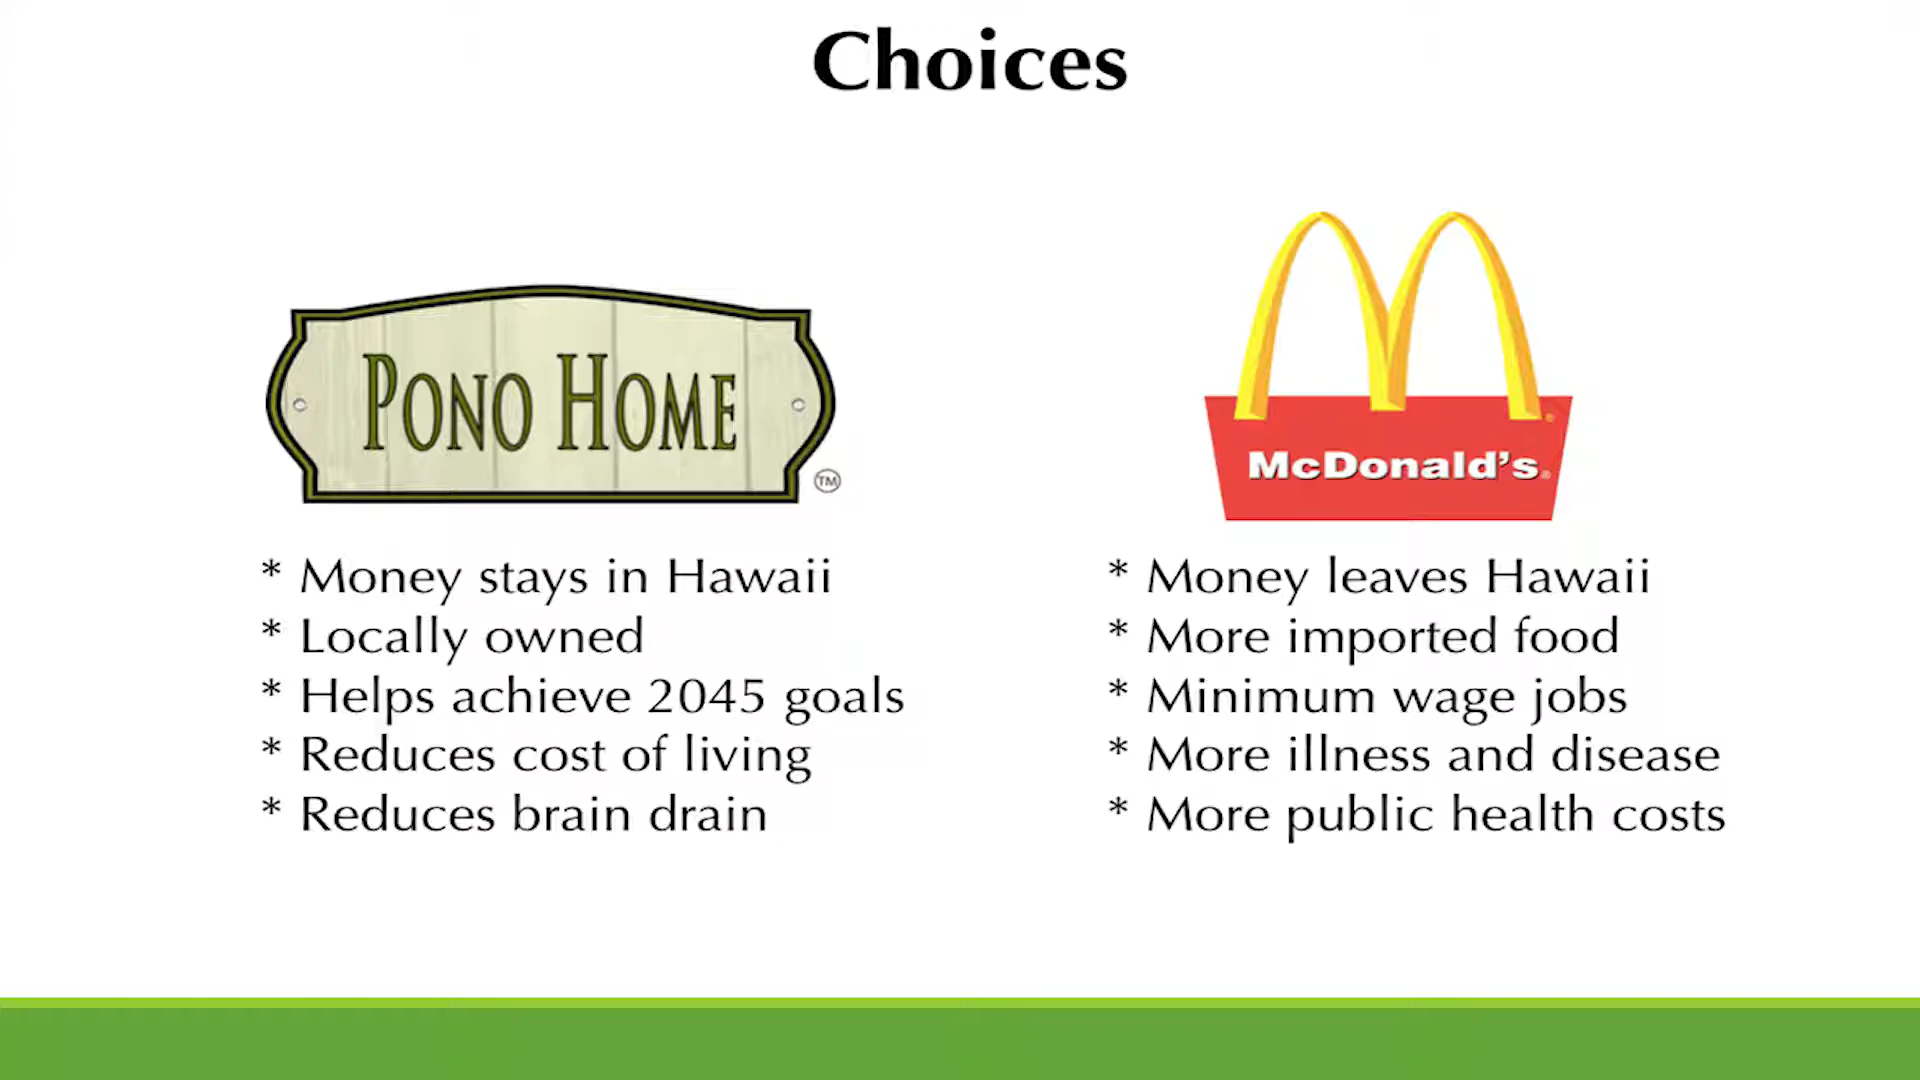 Choices
PONO HOME
TM
* Money stays in Hawaii
* Locally owned
* Helps achieve 2045 goals
* Reduces cost of living
* Reduces brain drain
McDonald's®
* Money leaves Hawaii
* More imported food
* Minimum wage jobs
* More illness and disease
* More public health costs